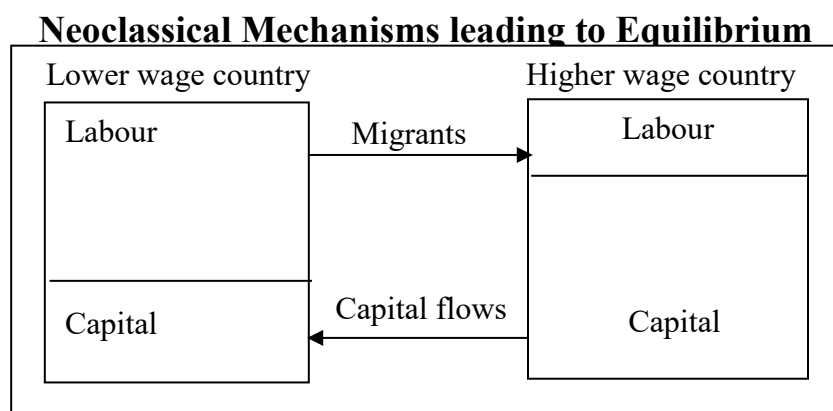 Neoclassical Mechanisms leading to Equilibrium
Lower wage country
Higher wage country
Labour
Migrants
Labour
Capital
Capital flows
Capital